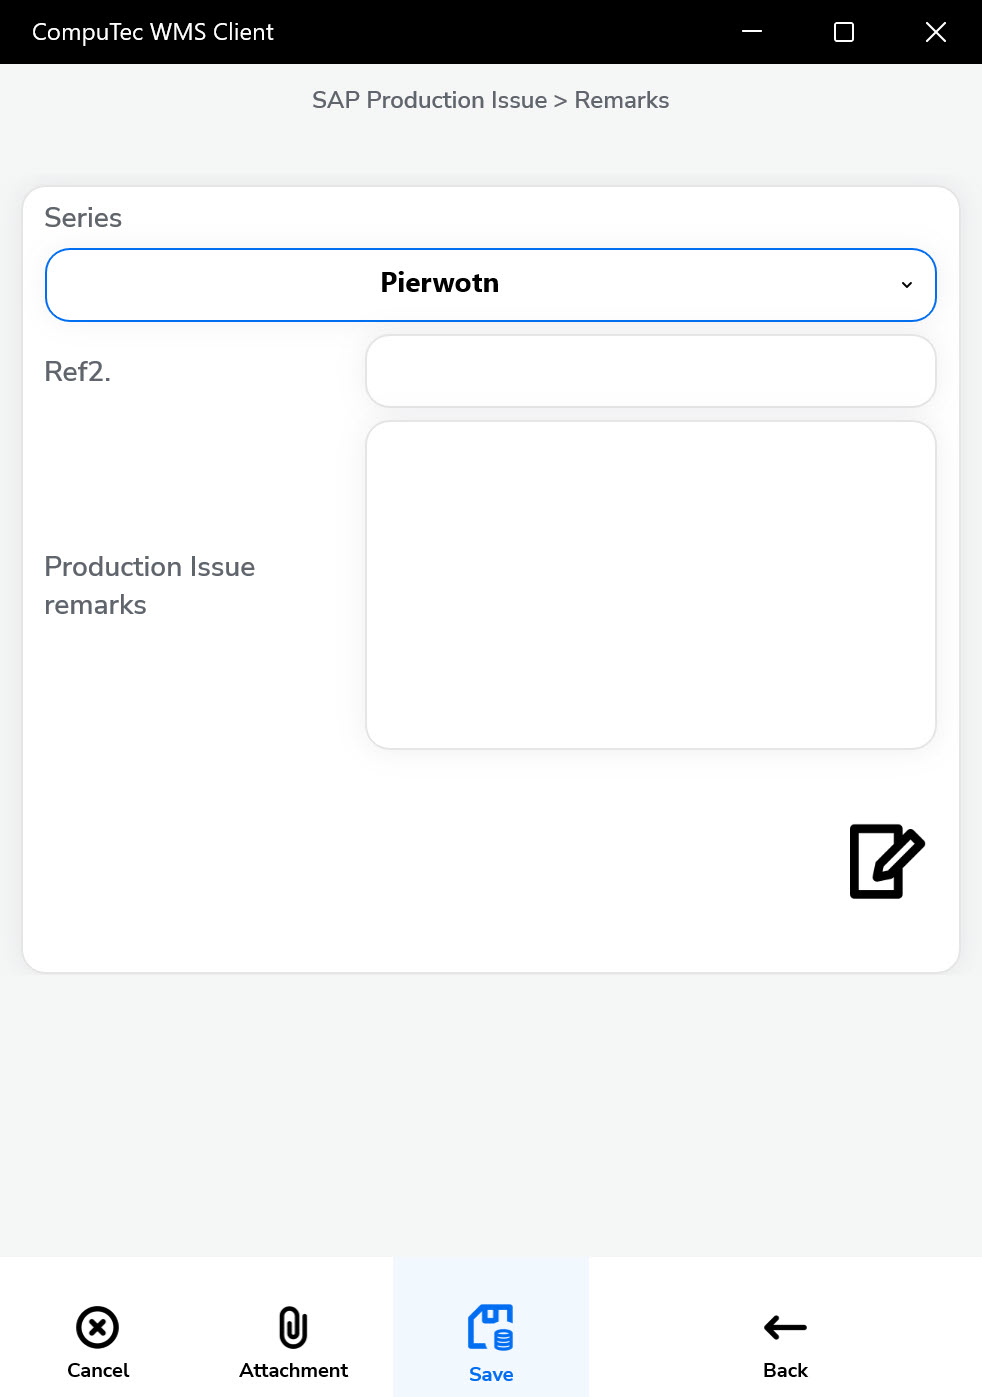 CompuTec WMS Client
SAP Production Issue > Remarks
Series
Pierwotn
Ref2.
Production Issue
remarks
Cancel
Attachment
Save
Back